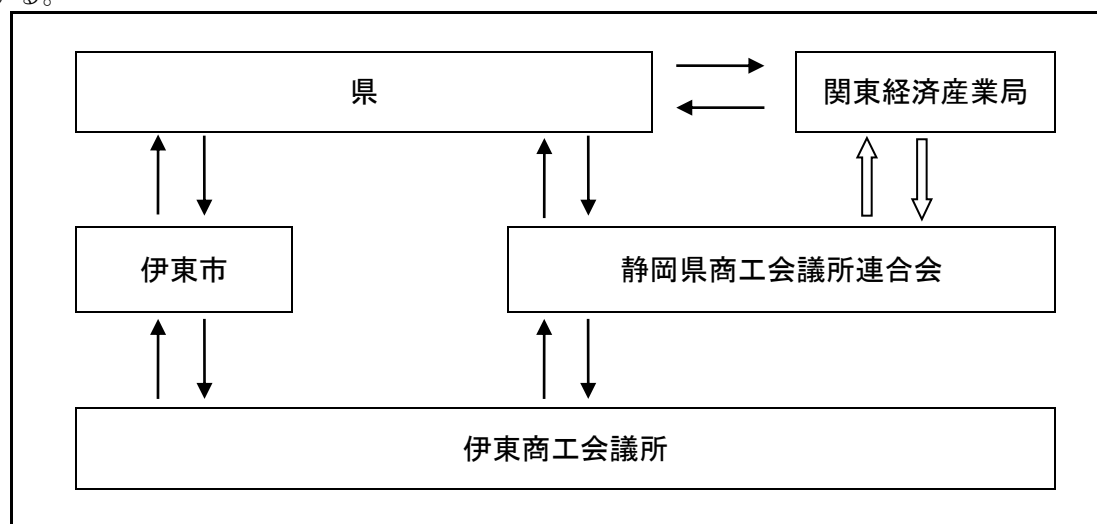 る。
県
関東経済産業局
伊東市
静岡県商工会議所連合会
伊東商工会議所